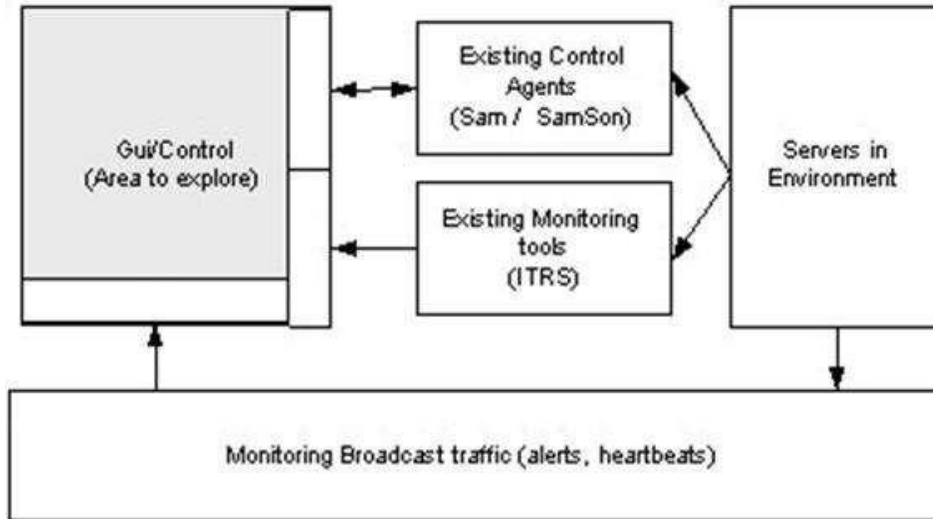 Existing Control
Agents
(Sam / SamSon)
Gui/Control
(Area to explore)
Servers in
Environment
Existing Monitoring
tools
(ITRS)
Monitoring Broadcast traffic (alerts, heartbeats)